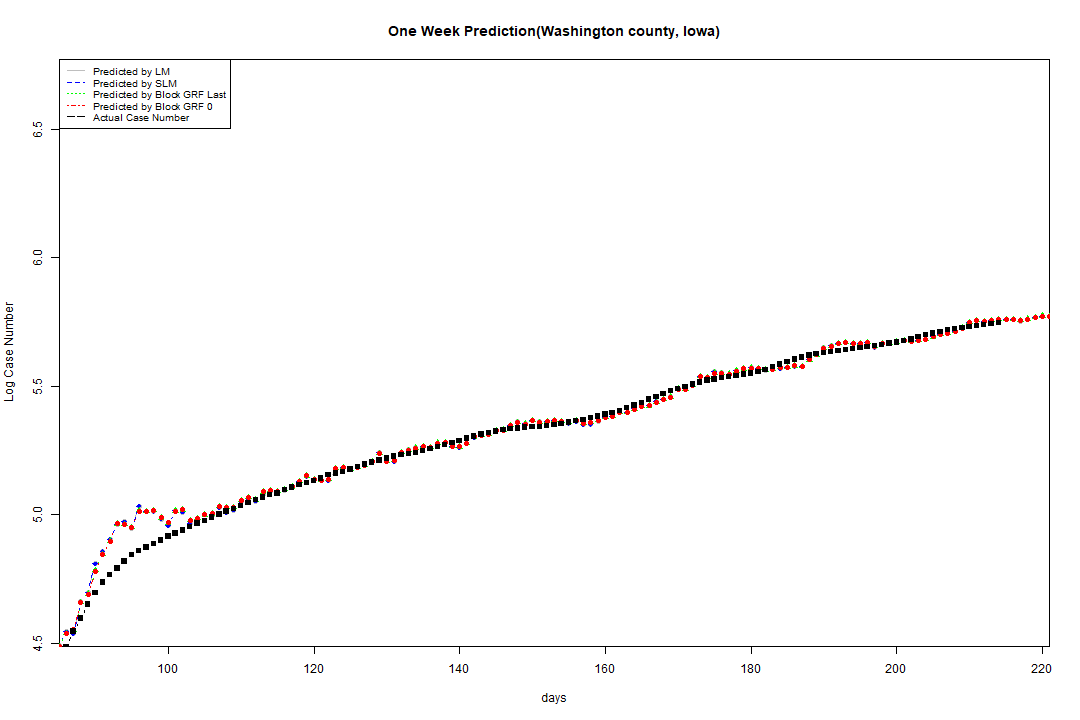 One Week Prediction(Washington county, Iowa)
Predicted by LM
Predicted by SLM
Predicted by Block GRF Last
Predicted by Block GRF 0
Actual Case Number
6.5
6.0
5.5
5.0
4.5
Log Case Number
100 120 140 160 180 200 220
days